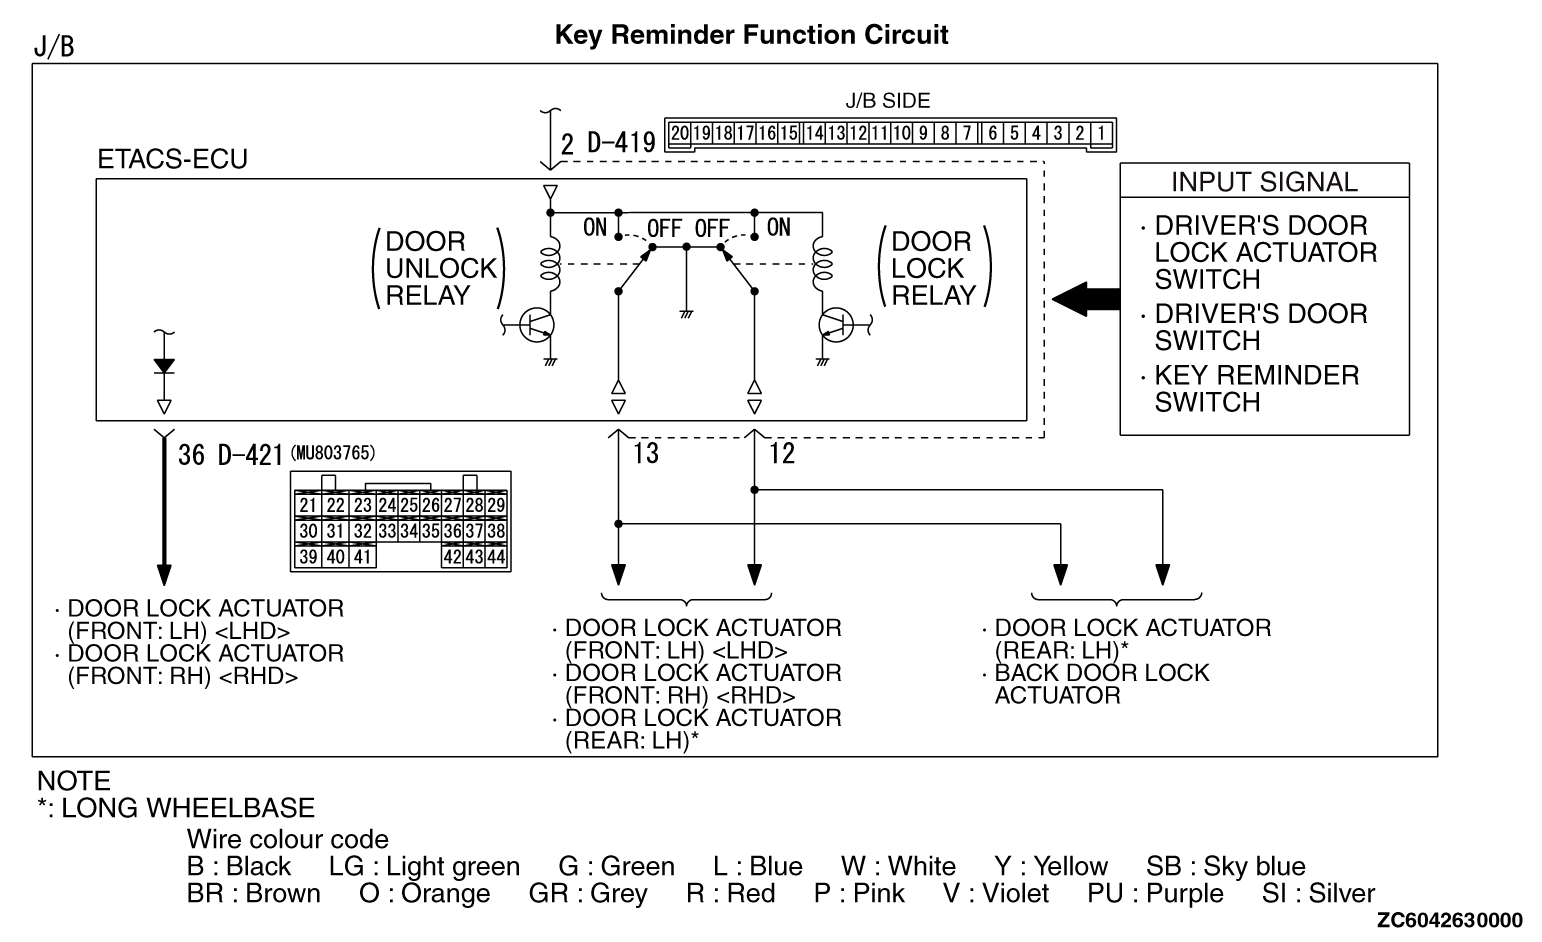 Key Reminder Function Circuit
J/B
J/B SIDE
2 D-419
20 19 18 17 16 15 14 13 12 11 10 9 8 7 6 5 4 3 2 1
ETACS-ECU
INPUT SIGNAL
· DRIVER'S DOOR
LOCK ACTUATOR
SWITCH
· DRIVER'S DOOR
SWITCH
· KEY REMINDER
SWITCH
ON OFF OFF ON
(DOOR
UNLOCK
RELAY)
(DOOR
LOCK
RELAY)
36 D-421 (MU803765)
13
12
21 22 23 24 25 26 27 28 29
30 31 32 33 34 35 36 37 38
39 40 41 42 43 44
· DOOR LOCK ACTUATOR
(FRONT: LH) <LHD>
· DOOR LOCK ACTUATOR
(FRONT: RH) <RHD>
· DOOR LOCK ACTUATOR
(FRONT: LH) <LHD>
· DOOR LOCK ACTUATOR
(FRONT: RH) <RHD>
· DOOR LOCK ACTUATOR
(REAR: LH)*
· DOOR LOCK ACTUATOR
(REAR: LH)*
· BACK DOOR LOCK
ACTUATOR
NOTE
*: LONG WHEELBASE
Wire colour code
B : Black LG : Light green G : Green L : Blue W : White Y : Yellow SB : Sky blue
BR : Brown O : Orange GR : Grey R : Red P : Pink V : Violet PU : Purple SI : Silver
ZC6042630000